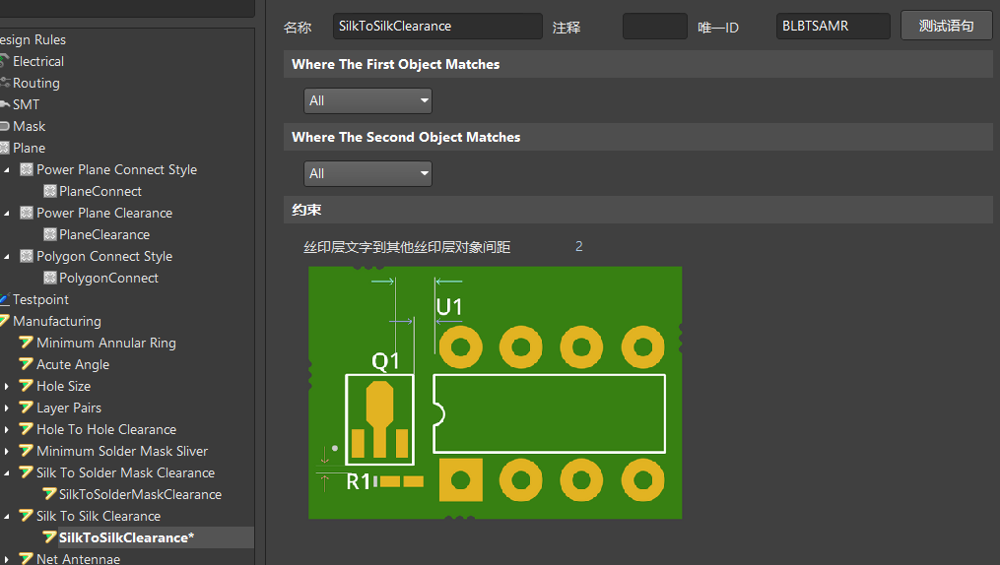 名称 SilkToSilkClearance 注释 唯一ID BLBTSAMR 测试语句
esign Rules
Electrical
Routing
SMT
Mask
Plane
Power Plane Connect Style
PlaneConnect
Power Plane Clearance
PlaneClearance
Polygon Connect Style
PolygonConnect
Testpoint
Manufacturing
Minimum Annular Ring
Acute Angle
Hole Size
Layer Pairs
Hole To Hole Clearance
Minimum Solder Mask Sliver
Silk To Solder Mask Clearance
SilkToSolderMaskClearance
Silk To Silk Clearance
SilkToSilkClearance*
Net Antennae
Where The First Object Matches
All
Where The Second Object Matches
All
约束
丝印层文字到其他丝印层对象间距 2
U1
Q1
R1